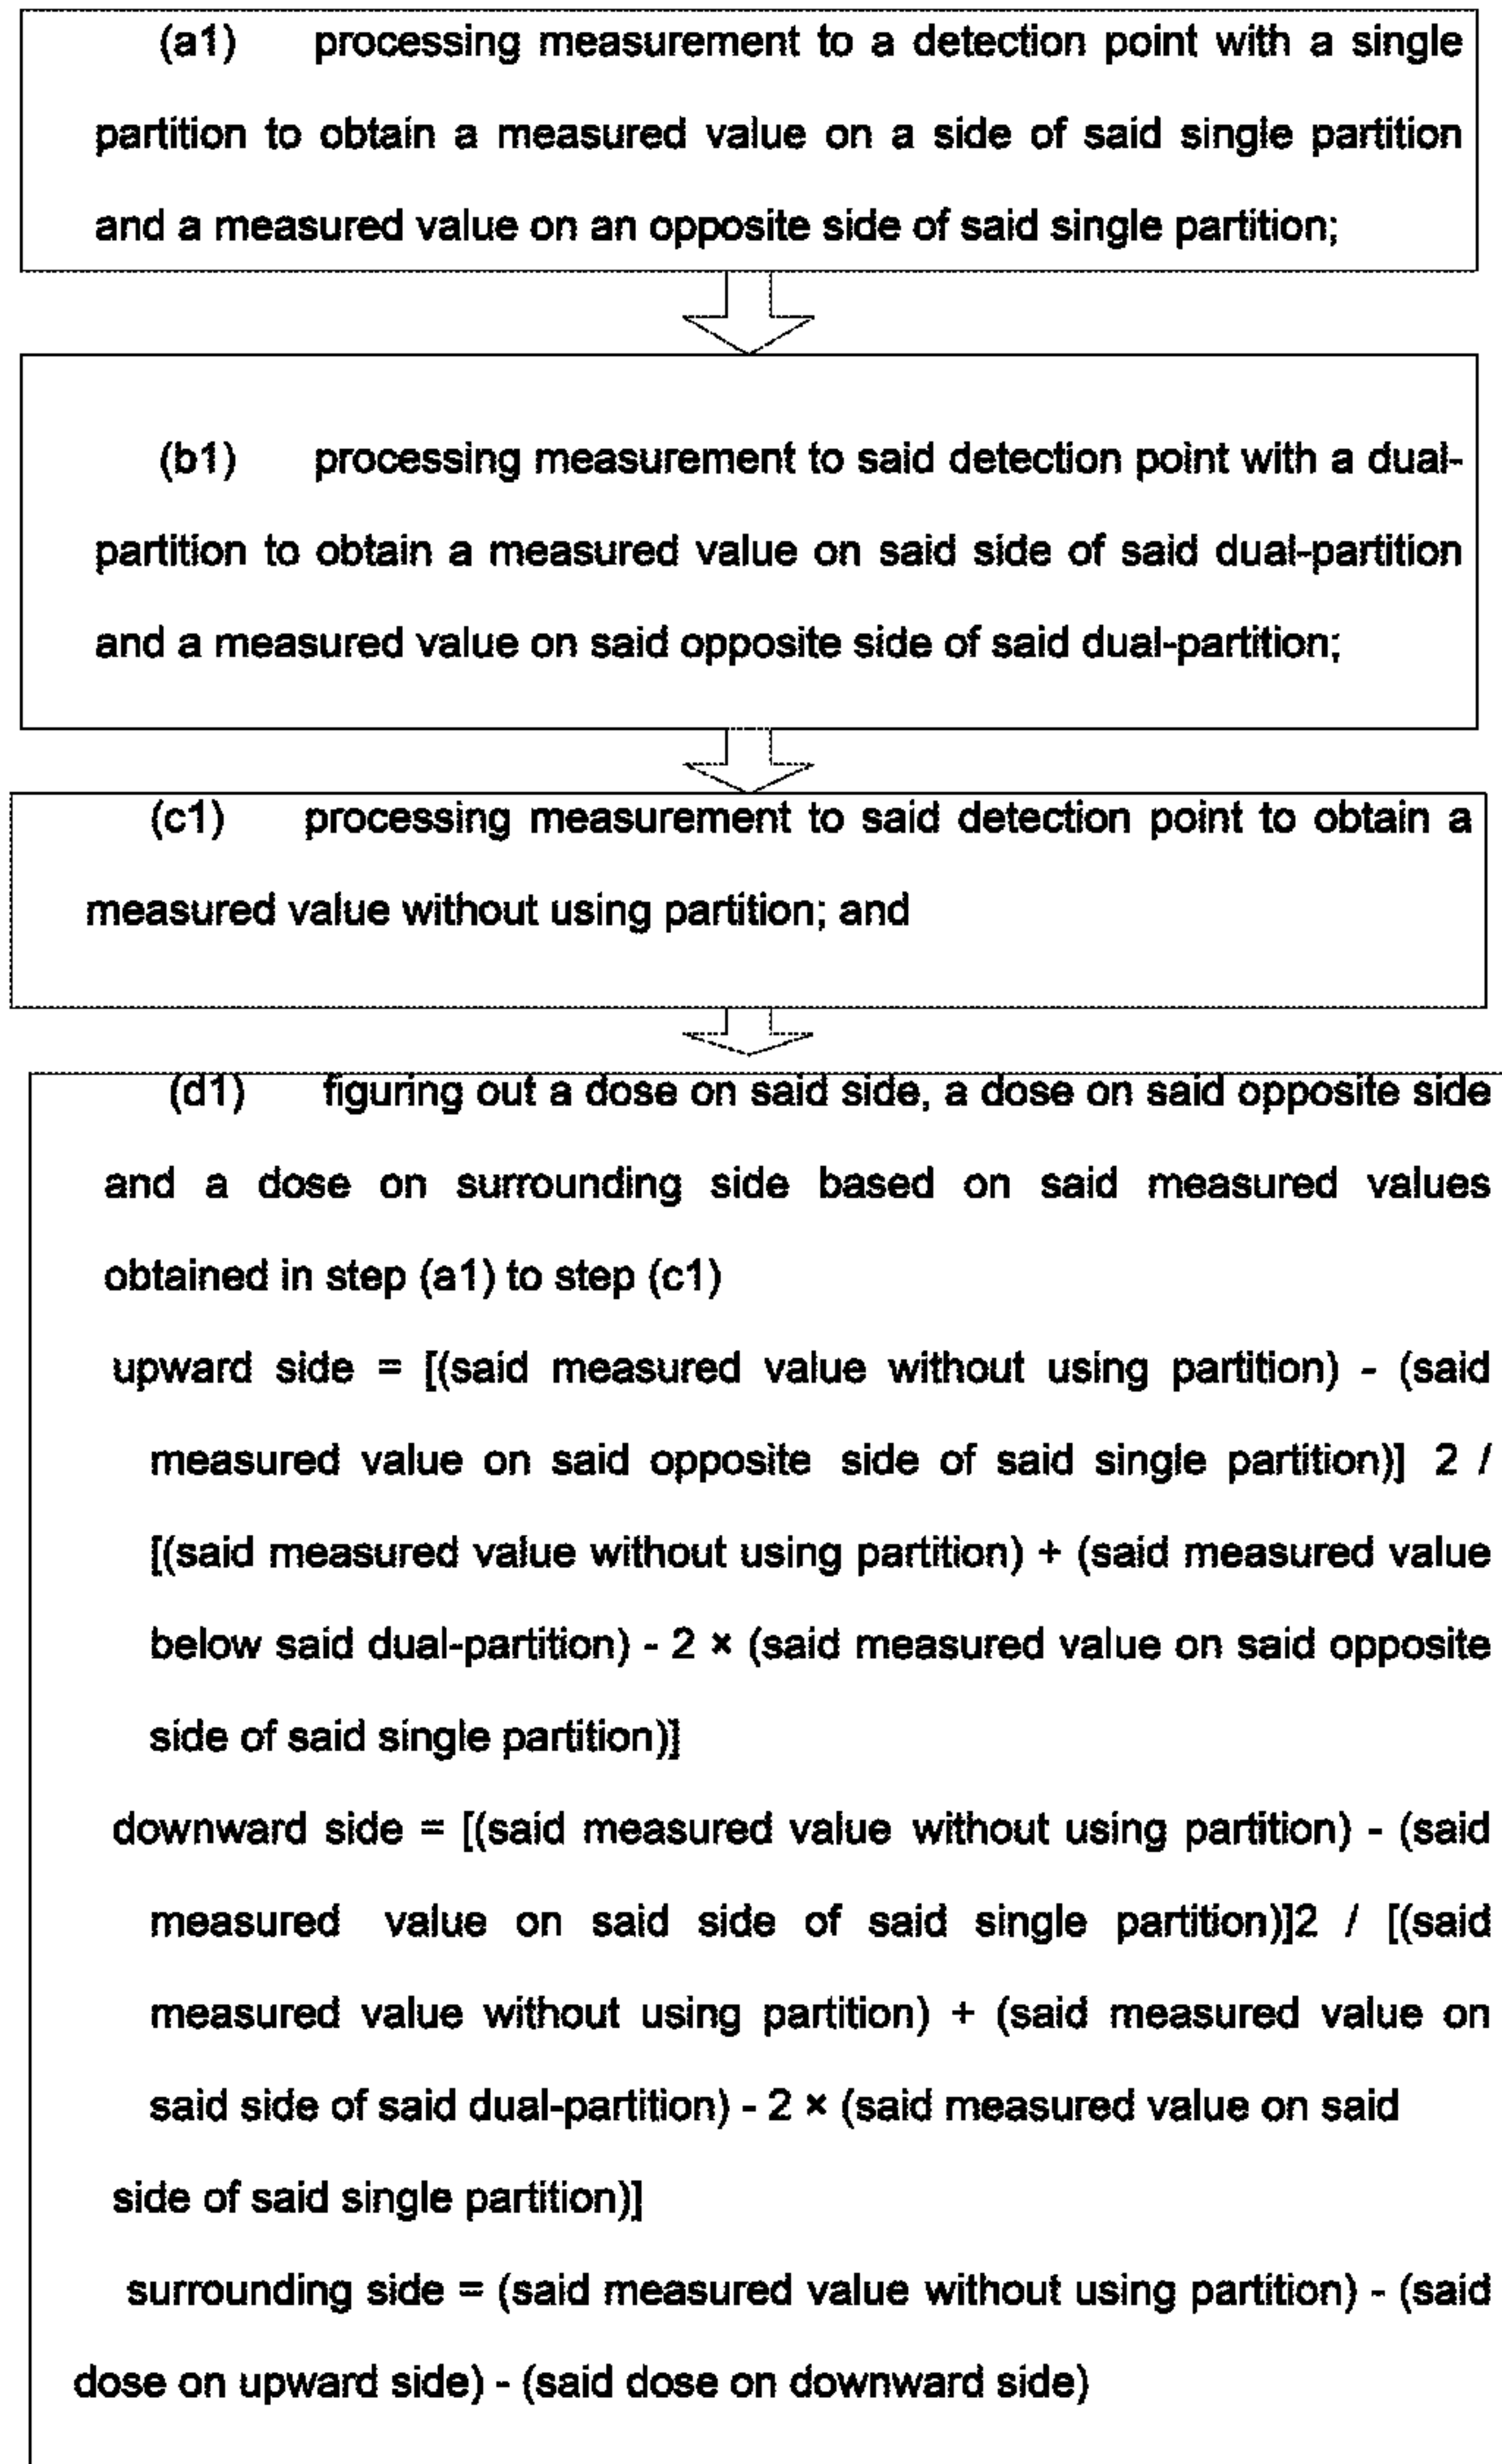 (a1) processing measurement to a detection point with a single
partition to obtain a measured value on a side of said single partition
and a measured value on an opposite side of said single partition;
(b1) processing measurement to said detection point with a dual-
partition to obtain a measured value on said side of said dual-partition
and a measured value on said opposite side of said dual-partition;
(c1) processing measurement to said detection point to obtain a
measured value without using partition; and
(d1) figuring out a dose on said side, a dose on said opposite side
and a dose on surrounding side based on said measured values
obtained in step (a1) to step (c1)
upward side = [(said measured value without using partition) - (said
measured value on said opposite side of said single partition)] 2 /
[(said measured value without using partition) + (said measured value
below said dual-partition) - 2 × (said measured value on said opposite
side of said single partition)]
downward side = [(said measured value without using partition) - (said
measured value on said side of said single partition)]2 / [(said
measured value without using partition) + (said measured value on
said side of said dual-partition) - 2 × (said measured value on said
side of said single partition)]
surrounding side = (said measured value without using partition) - (said
dose on upward side) - (said dose on downward side)